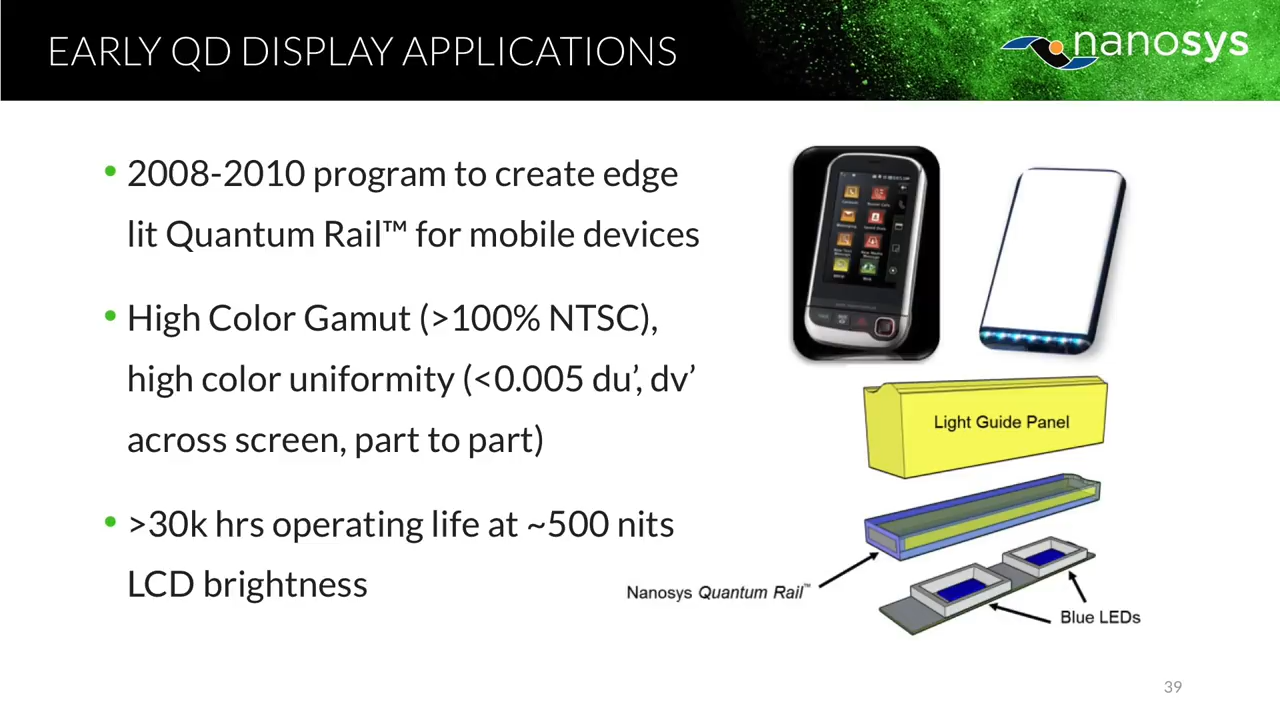 EARLY QD DISPLAY APPLICATIONS
nanosys
• 2008-2010 program to create edge
lit Quantum Rail™ for mobile devices
• High Color Gamut (>100% NTSC),
high color uniformity (<0.005 du’, dv’
across screen, part to part)
• >30k hrs operating life at ~500 nits
LCD brightness
Light Guide Panel
Nanosys Quantum Rail™
Blue LEDs
39